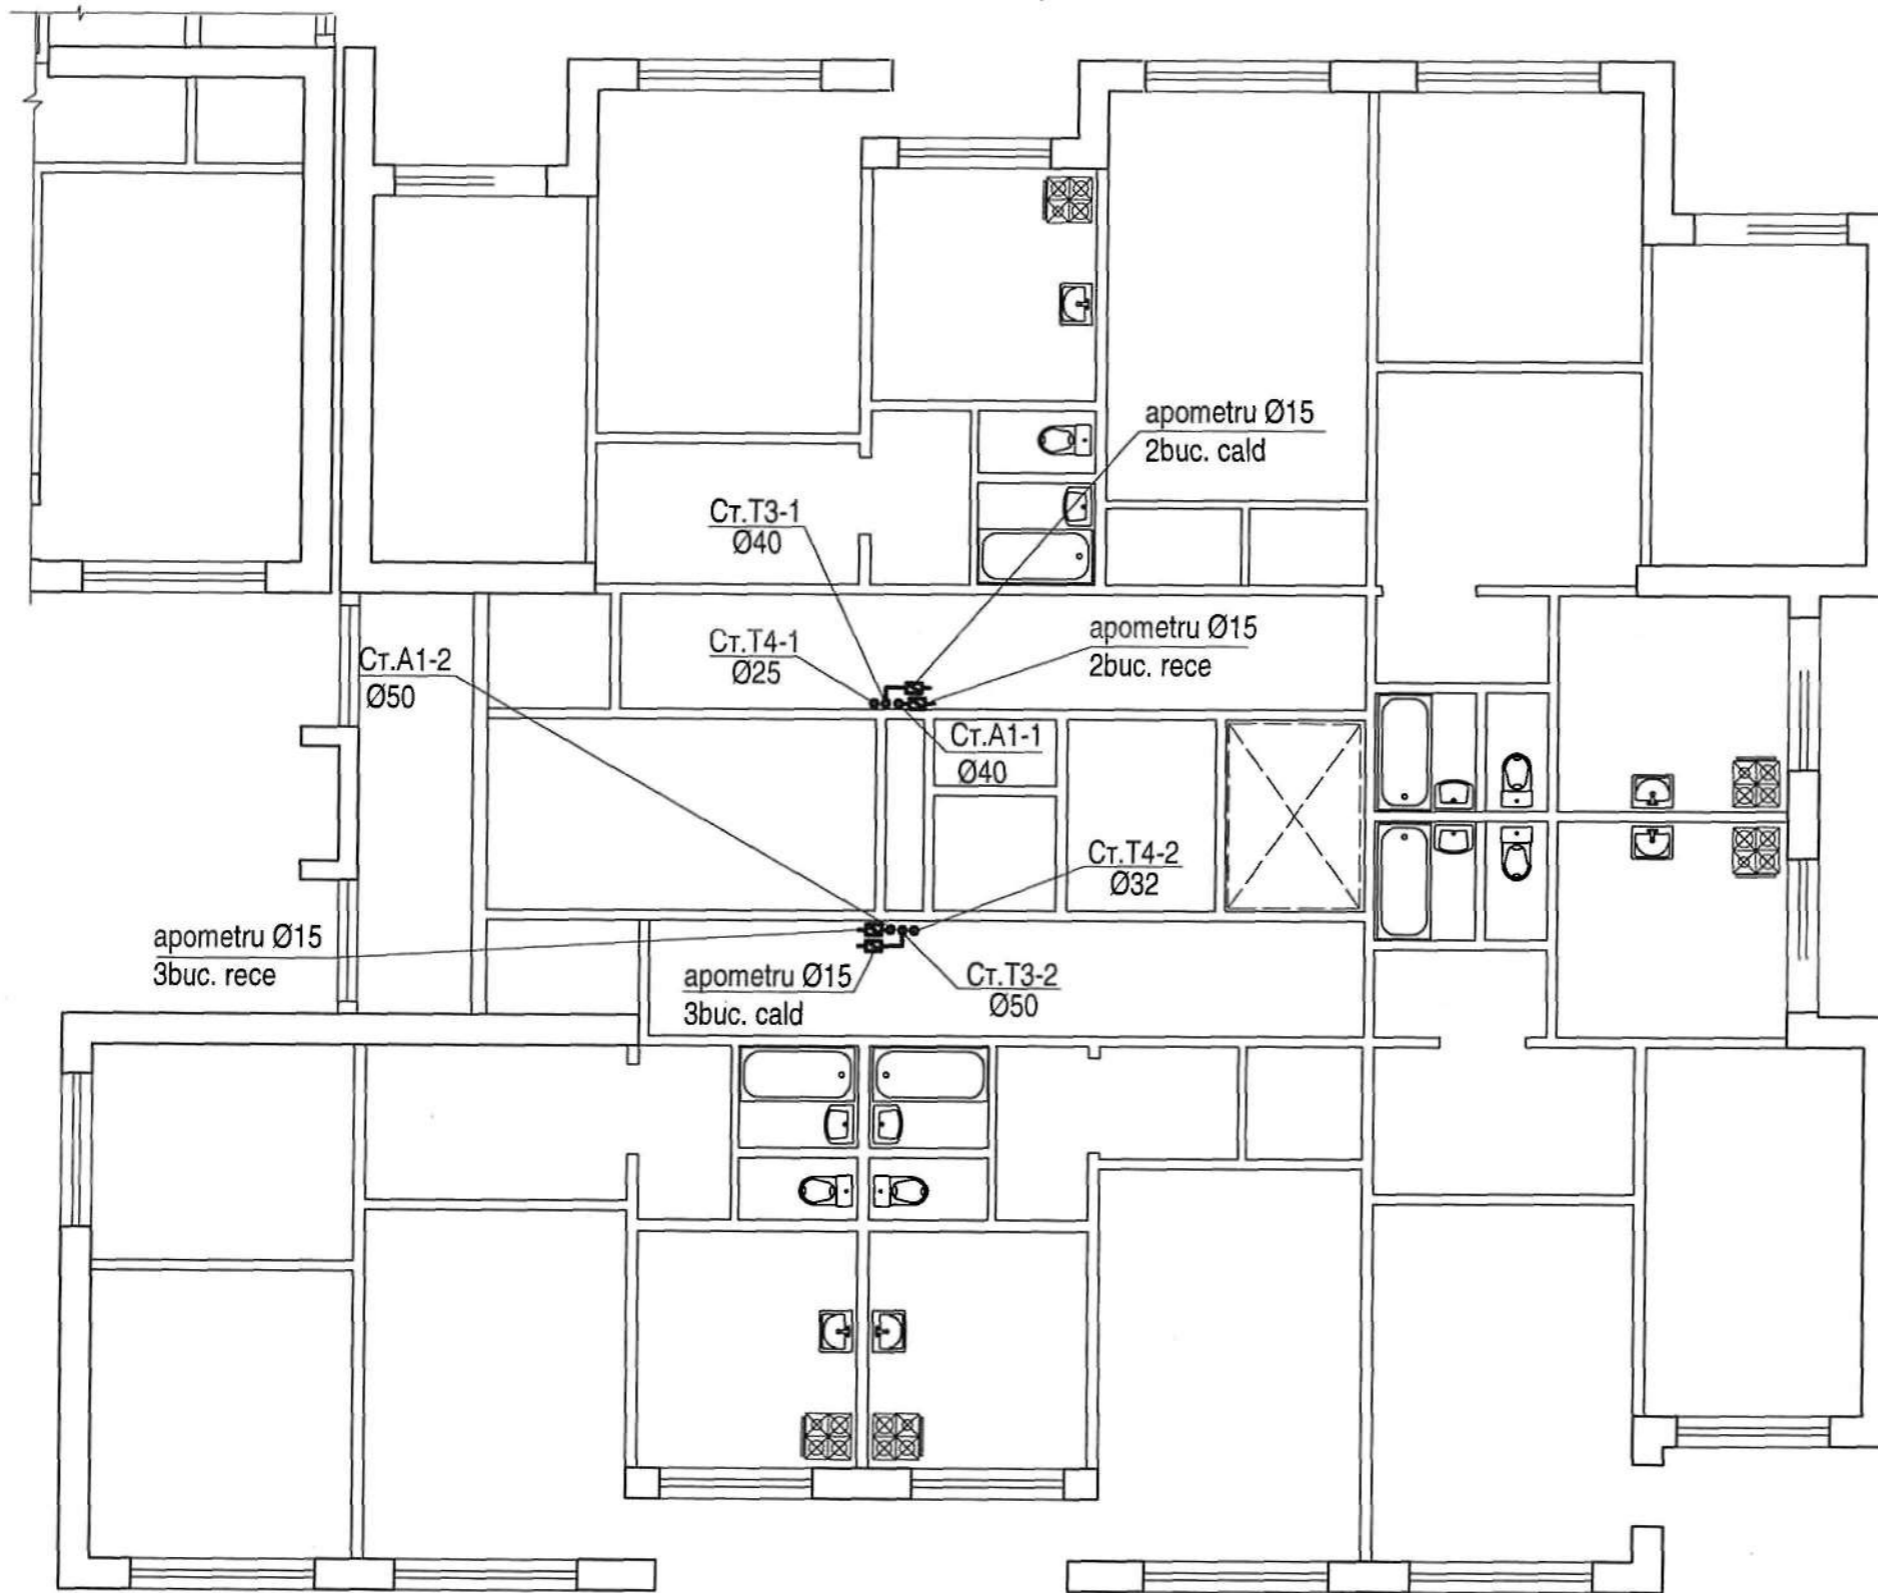 apometru Ø15
2buc. cald
Ст.Т3-1
Ø40
apometru Ø15
2buc. rece
Ст.Т4-1
Ø25
Ст.А1-2
Ø50
Ст.А1-1
Ø40
Ст.Т4-2
Ø32
apometru Ø15
3buc. rece
apometru Ø15
3buc. cald
Ст.Т3-2
Ø50